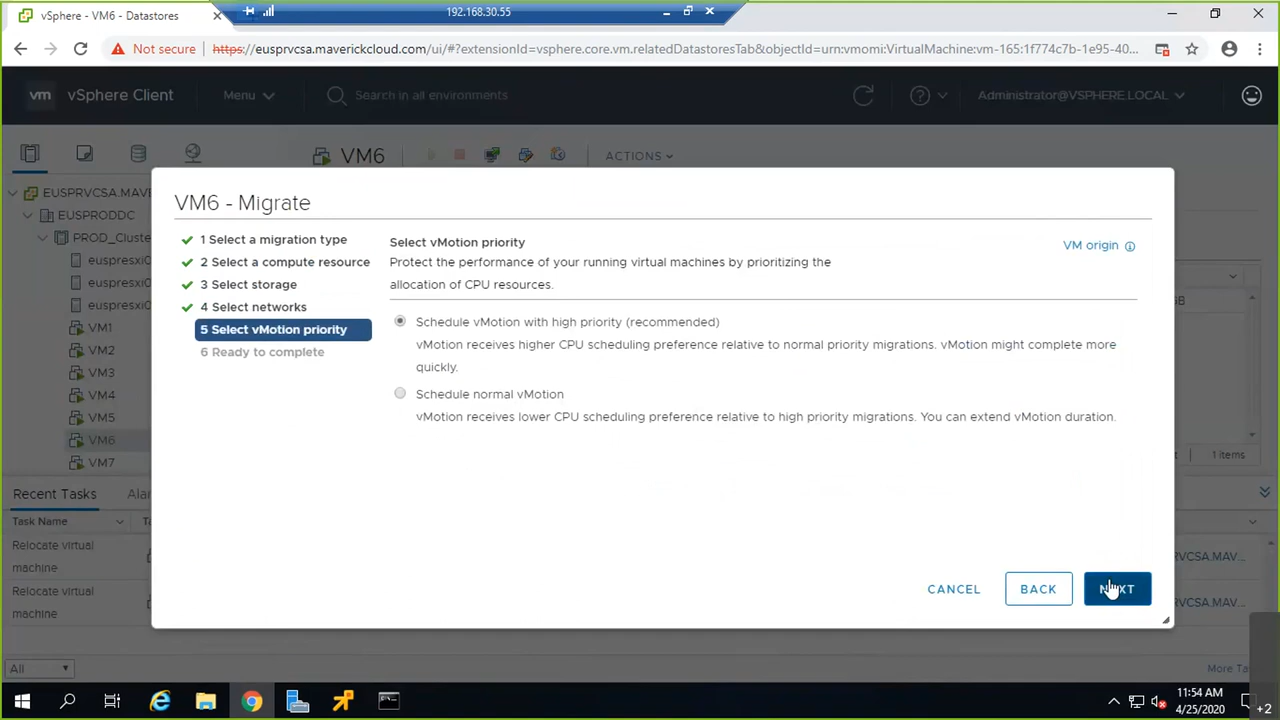 vSphere - VM6 - Datastores
192.168.30.55
Not secure
https://eusprvcsa.maverickcloud.com/ui/#?extensionId=vsphere.core.vm.relatedDatastoresTab&objectId=urn:vmomi:VirtualMachine:vm-165:1f774c7b-1e95-40...
vm vSphere Client
Menu
Search in all environments
Administrator@VSPHERE.LOCAL
VM6
ACTIONS
EUSPRVCSA.MAV
EUSPRODDC
PROD_Cluste
euspresxi0
euspresxi0
euspresxi0
VM1
VM2
VM3
VM4
VM5
VM6
VM7
VM6 - Migrate
1 Select a migration type
2 Select a compute resource
3 Select storage
4 Select networks
5 Select vMotion priority
6 Ready to complete
Select vMotion priority
VM origin
Protect the performance of your running virtual machines by prioritizing the
allocation of CPU resources.
Schedule vMotion with high priority (recommended)
vMotion receives higher CPU scheduling preference relative to normal priority migrations. vMotion might complete more
quickly.
Schedule normal vMotion
vMotion receives lower CPU scheduling preference relative to high priority migrations. You can extend vMotion duration.
CANCEL
BACK
NEXT
GB
1 items
Recent Tasks
Alar
Task Name
Ta
Relocate virtual
machine
RVCSA.MAV...
Relocate virtual
machine
RVCSA.MAV...
All
More Ta
11:54 AM
4/25/2020
+2